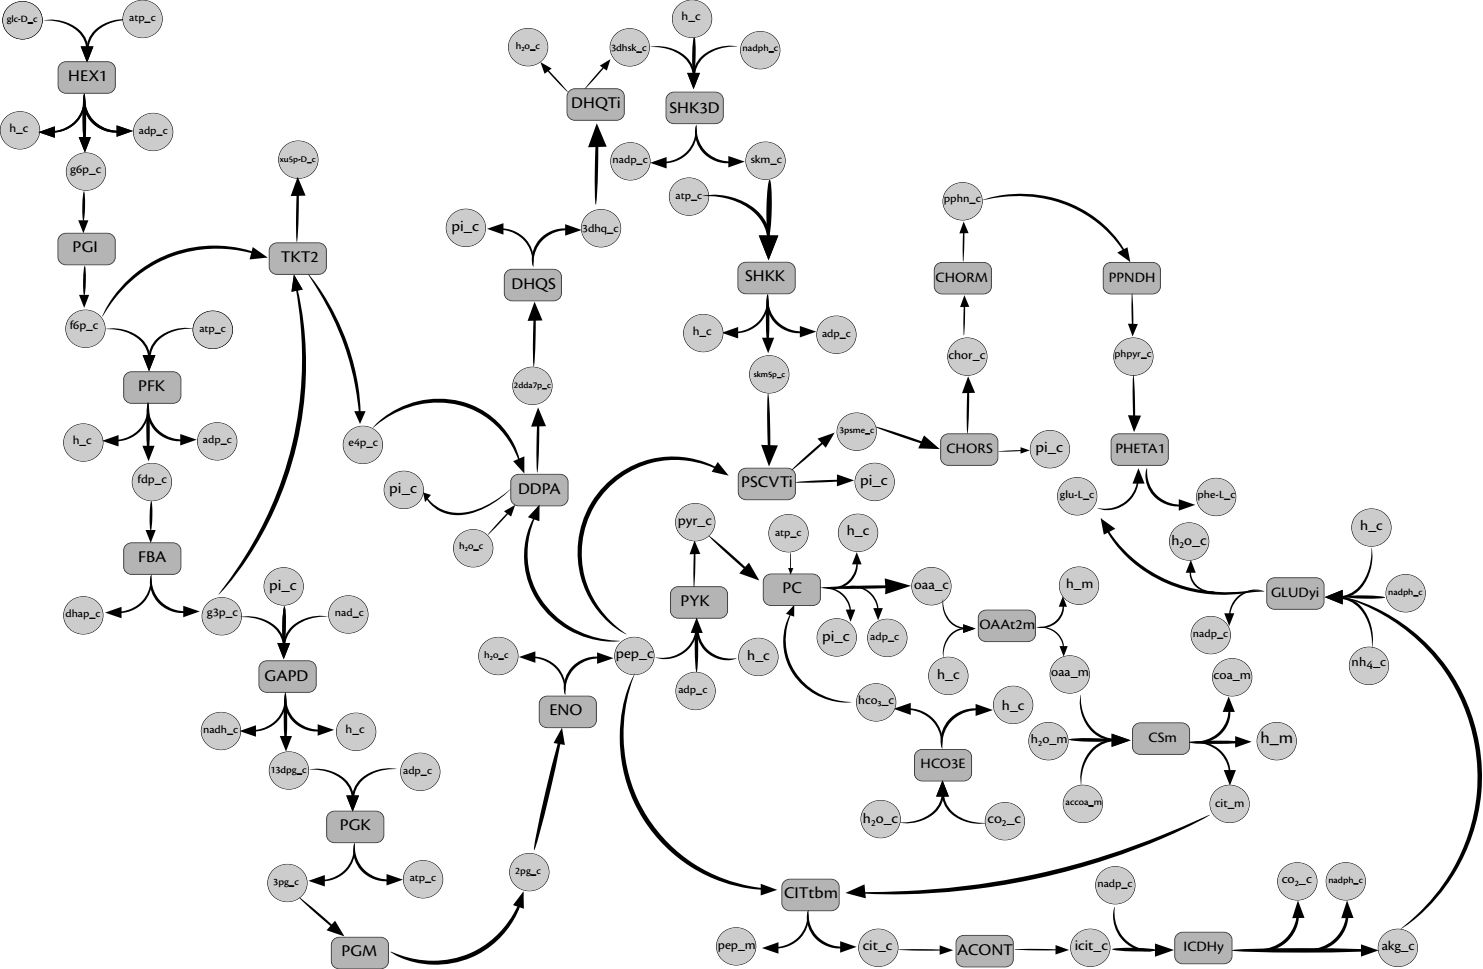 glc-D_c
atp_c
HEX1
h_c
adp_c
g6p_c
PGI
f6p_c
atp_c
PFK
h_c
adp_c
fdp_c
FBA
dhap_c
g3p_c
xu5p-D_c
TKT2
e4p_c
pi_c
nad_c
GAPD
nadh_c
h_c
13dpg_c
adp_c
PGK
3pg_c
atp_c
PGM
2pg_c
ENO
h₂o_c
pep_c
pi_c
h₂o_c
DDPA
2dda7p_c
DHQS
pi_c
3dhq_c
DHQTi
h₂o_c
3dhsk_c
h_c
nadph_c
SHK3D
nadp_c
skm_c
atp_c
SHKK
h_c
adp_c
skm5p_c
PSCVTi
3psme_c
pi_c
CHORS
pi_c
chor_c
CHORM
pphn_c
PPNDH
phpyr_c
PHETA1
glu-L_c
phe-L_c
pyr_c
PYK
adp_c
h_c
atp_c
PC
h_c
pi_c
adp_c
oaa_c
h_c
OAAt2m
h_m
oaa_m
hco₃_c
h_c
HCO3E
h₂o_c
co₂_c
h₂o_m
accoa_m
CSm
coa_m
h_m
cit_m
h₂o_c
nadp_c
GLUDyi
h_c
nadph_c
nh₄_c
CITtbm
pep_m
cit_c
ACONT
icit_c
nadp_c
ICDHy
co₂_c
nadph_c
akg_c